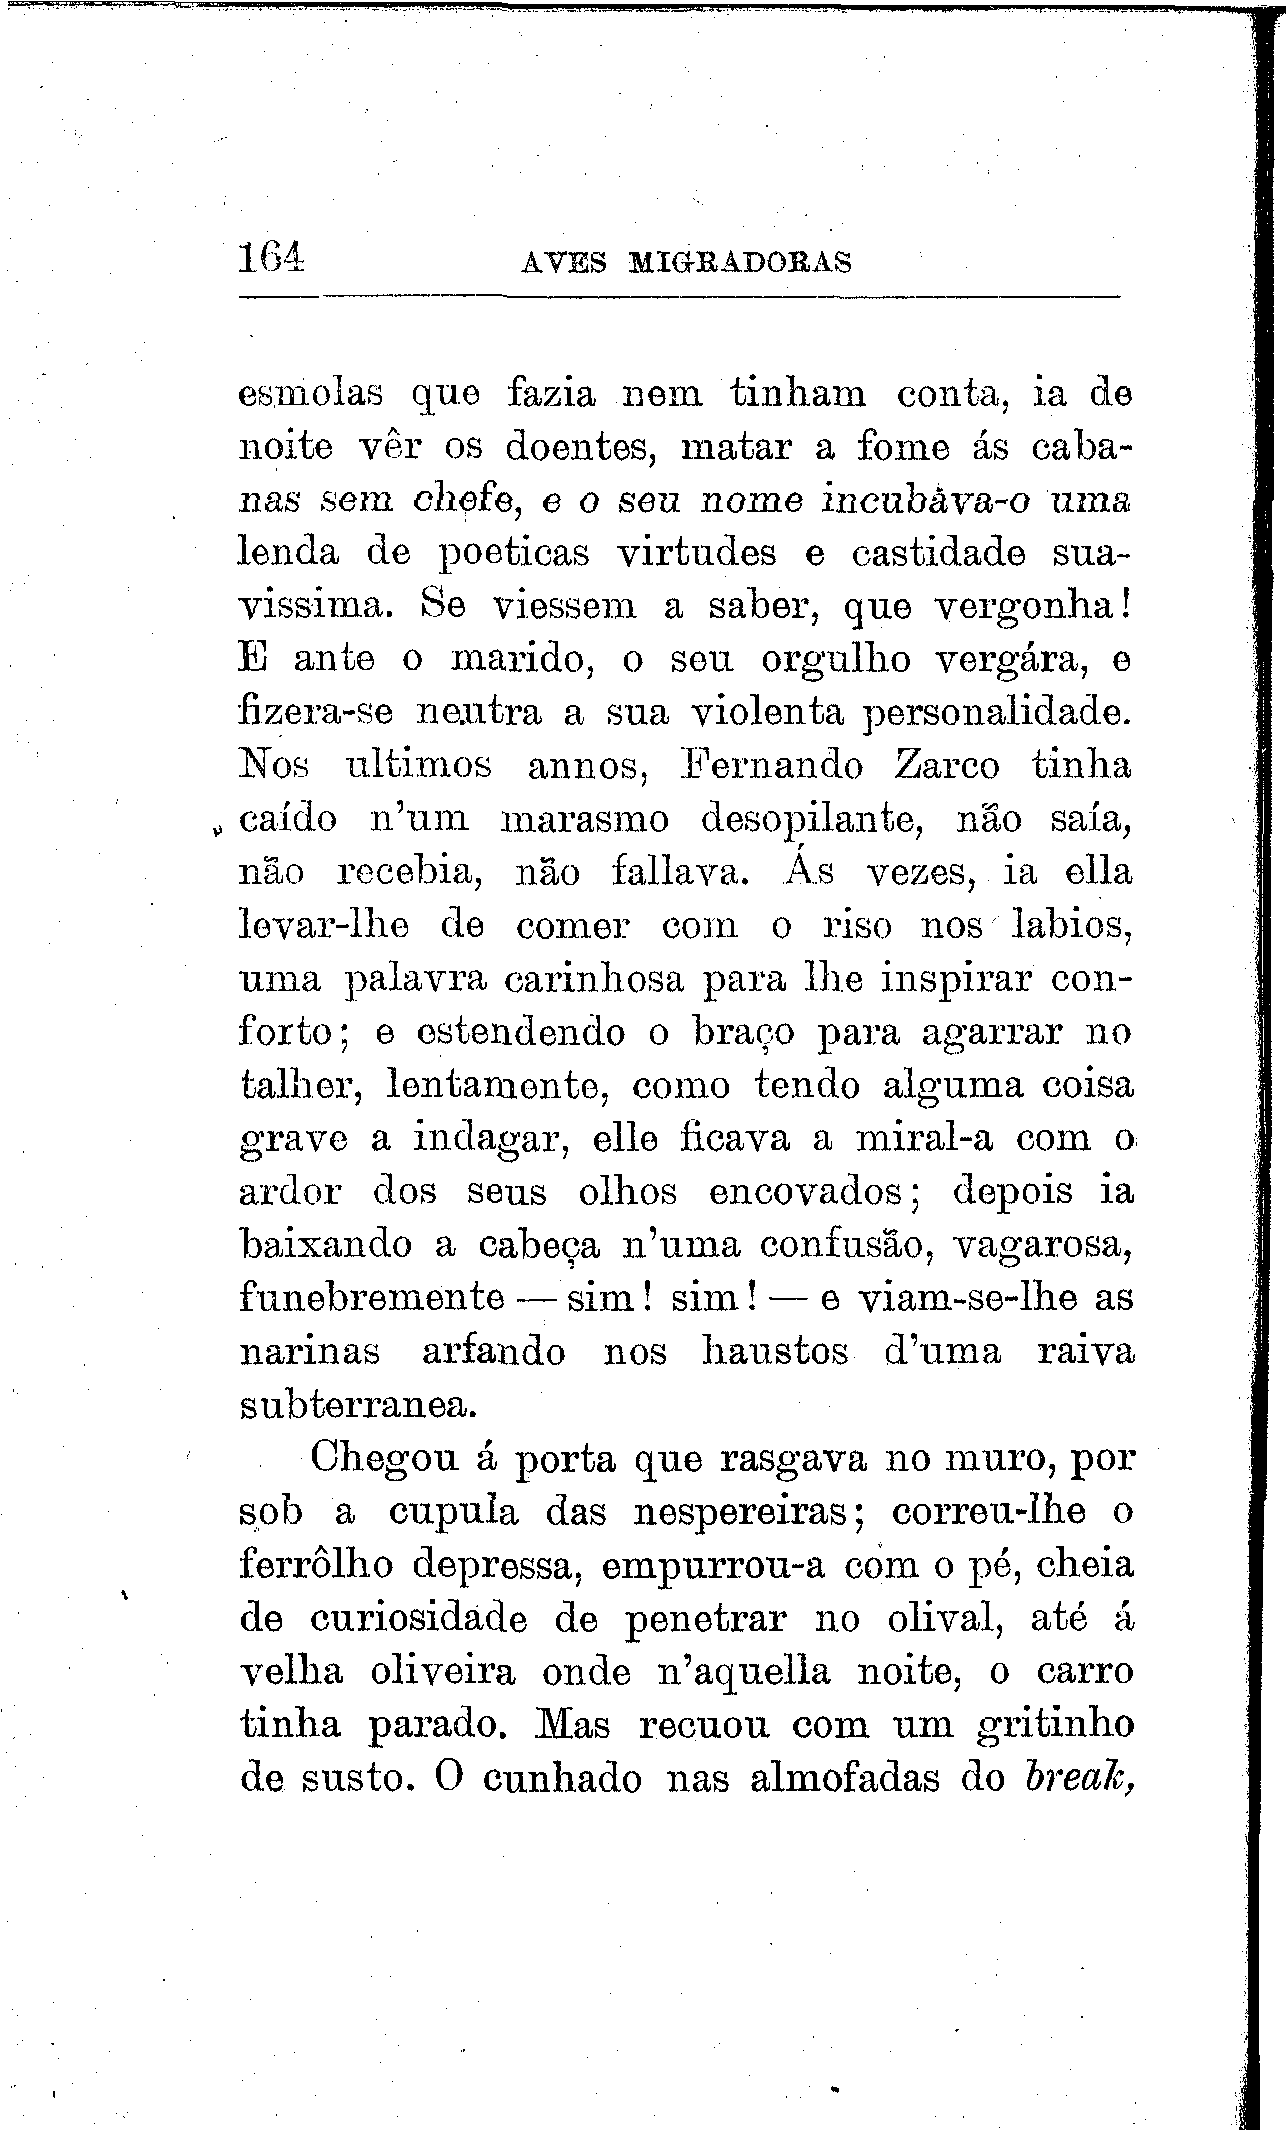 164 AVES MIGRADORAS
esmolas que fazia nem tinham conta, ia de
noite vêr os doentes, matar a fome ás caba-
nas sem chefe, e o seu nome incubáva-o uma
lenda de poeticas virtudes e castidade sua-
vissima. Se viessem a saber, que vergonha!
E ante o marido, o seu orgulho vergára, e
fizera-se neutra a sua violenta personalidade.
Nos ultimos annos, Fernando Zarco tinha
caído n'um marasmo desopilante, não saía,
não recebia, não fallava. Ás vezes, ia ella
levar-lhe de comer com o riso nos labios,
uma palavra carinhosa para lhe inspirar con-
forto; e estendendo o braço para agarrar no
talher, lentamente, como tendo alguma coisa
grave a indagar, elle ficava a miral-a com o
ardor dos seus olhos encovados; depois ia
baixando a cabeça n'uma confusão, vagarosa,
funebremente — sim! sim! — e viam-se-lhe as
narinas arfando nos haustos d'uma raiva
subterranea.
Chegou á porta que rasgava no muro, por
sob a cupula das nespereiras; correu-lhe o
ferrôlho depressa, empurrou-a com o pé, cheia
de curiosidade de penetrar no olival, até á
velha oliveira onde n'aquella noite, o carro
tinha parado. Mas recuou com um gritinho
de susto. O cunhado nas almofadas do break,